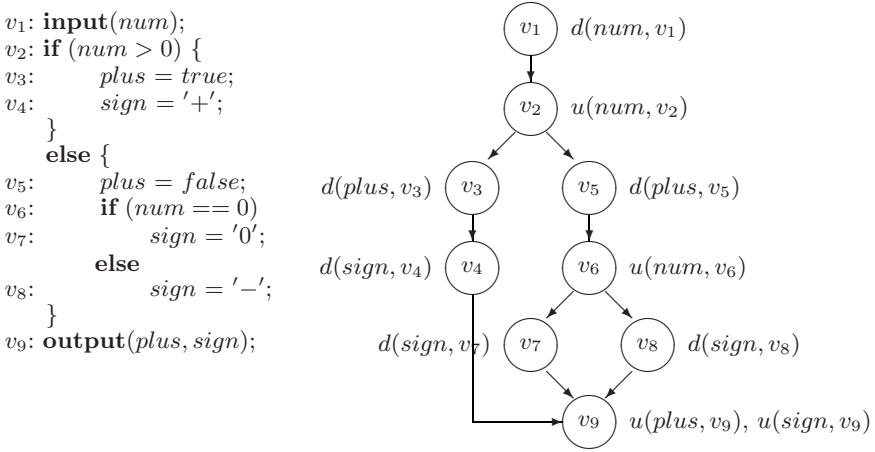 v1: input(num);
v2: if (num > 0) {
v3: plus = true;
v4: sign = '+';
}
else {
v5: plus = false;
v6: if (num == 0)
v7: sign = '0';
else
v8: sign = '−';
}
v9: output(plus, sign);
v1 d(num, v1)
v2 u(num, v2)
d(plus, v3) v3 v5 d(plus, v5)
d(sign, v4) v4 v6 u(num, v6)
d(sign, v7) v7 v8 d(sign, v8)
v9 u(plus, v9), u(sign, v9)